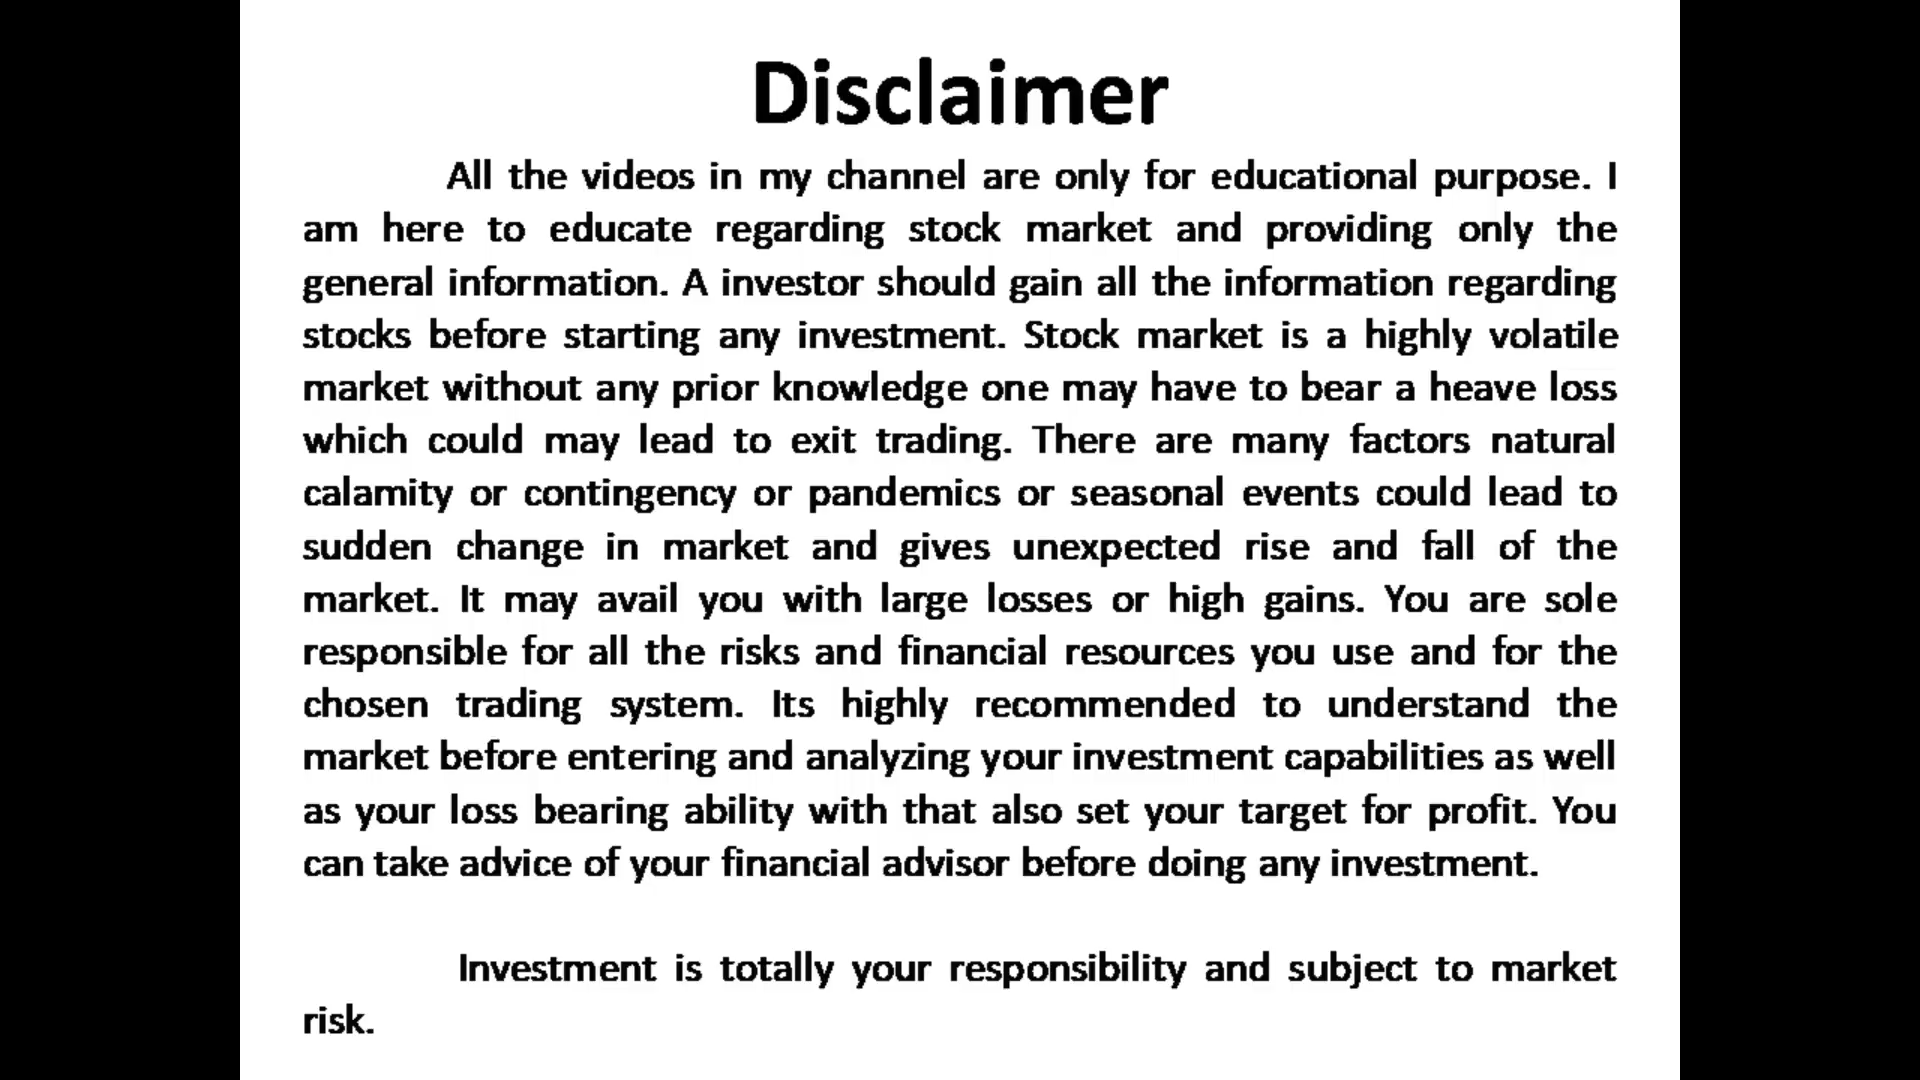 Disclaimer
All the videos in my channel are only for educational purpose. I
am here to educate regarding stock market and providing only the
general information. A investor should gain all the information regarding
stocks before starting any investment. Stock market is a highly volatile
market without any prior knowledge one may have to bear a heave loss
which could may lead to exit trading. There are many factors natural
calamity or contingency or pandemics or seasonal events could lead to
sudden change in market and gives unexpected rise and fall of the
market. It may avail you with large losses or high gains. You are sole
responsible for all the risks and financial resources you use and for the
chosen trading system. Its highly recommended to understand the
market before entering and analyzing your investment capabilities as well
as your loss bearing ability with that also set your target for profit. You
can take advice of your financial advisor before doing any investment.
Investment is totally your responsibility and subject to market
risk.